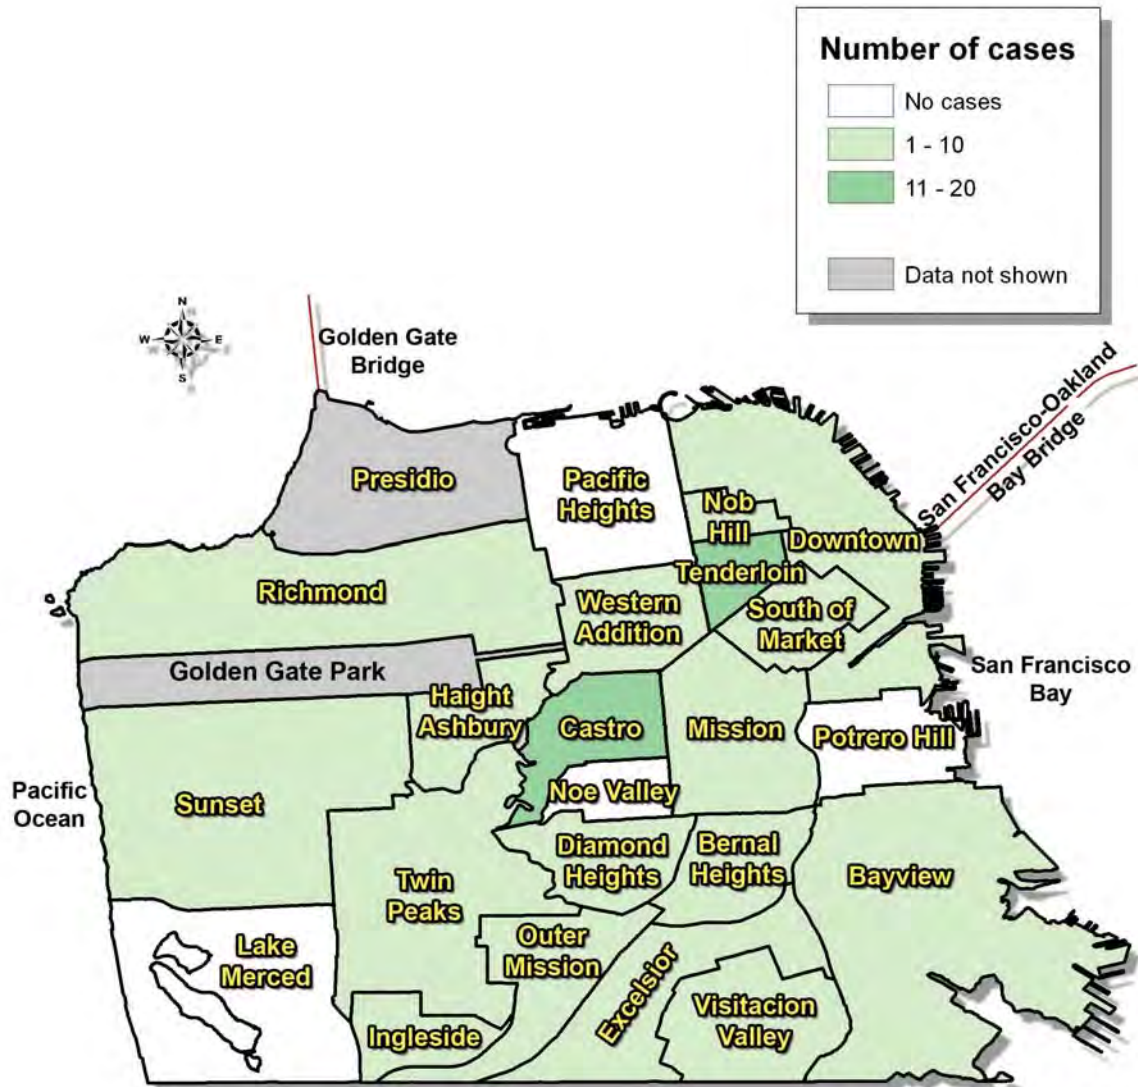 Number of cases
No cases
1 - 10
11 - 20
Data not shown
N
W
E
S
Golden Gate
Bridge
San Francisco-Oakland
Bay Bridge
Presidio
Pacific
Heights
Nob
Hill
Downtown
Tenderloin
Richmond
Western
Addition
South of
Market
Golden Gate Park
San Francisco
Bay
Haight
Ashbury
Castro
Mission
Potrero Hill
Pacific
Ocean
Sunset
Noe Valley
Diamond
Heights
Bernal
Heights
Bayview
Twin
Peaks
Lake
Merced
Outer
Mission
Excelsior
Visitacion
Valley
Ingleside